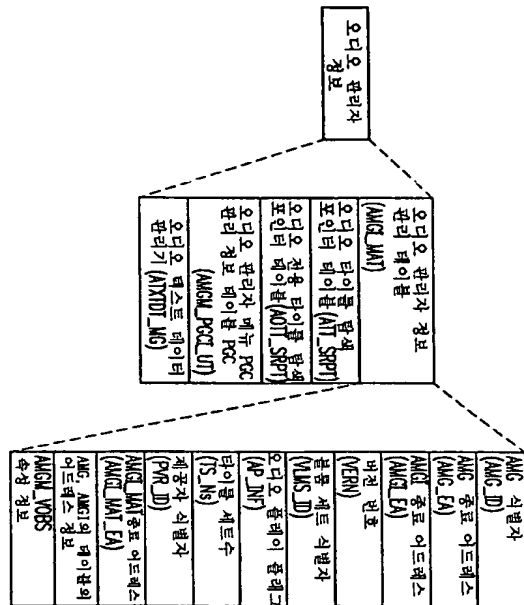 오디오 관리자
정보
오디오 관리자 정보
관리 테이블
(AMGI_MAT)
오디오 타이틀 탐색
포인터 테이블(ATT_SRPT)
오디오 전용 타이틀 탐색
포인터 테이블(AOTT_SRPT)
오디오 관리자 메뉴 PGC
관리 정보 테이블 PGC
(AMGM_PGCI_UT)
오디오 텍스트 데이터
관리기(ATXTDT_MG)
AMG 식별자
(AMG_ID)
AMG 종료 어드레스
(AMG_EA)
AMGI 종료 어드레스
(AMGI_EA)
버전 번호
(VERN)
볼륨 세트 식별자
(VLMS_ID)
오디오 플레이 플래그
(AP_INF)
타이틀 세트수
(TS_Ns)
제공자 식별자
(PVR_ID)
AMGI_MAT 종료 어드레스
(AMGI_MAT_EA)
AMG, AMG의 테이블의
어드레스 정보
AMGM_VOBS
속성 정보